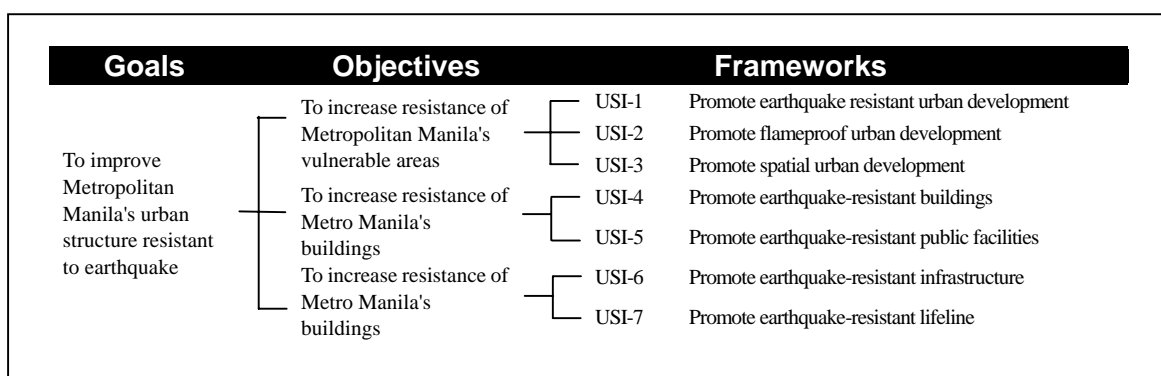 Goals Objectives Frameworks
To improve
Metropolitan
Manila's urban
structure resistant
to earthquake
To increase resistance of
Metropolitan Manila's
vulnerable areas
USI-1 Promote earthquake resistant urban development
USI-2 Promote flameproof urban development
USI-3 Promote spatial urban development
To increase resistance of
Metro Manila's
buildings
USI-4 Promote earthquake-resistant buildings
USI-5 Promote earthquake-resistant public facilities
To increase resistance of
Metro Manila's
buildings
USI-6 Promote earthquake-resistant infrastructure
USI-7 Promote earthquake-resistant lifeline